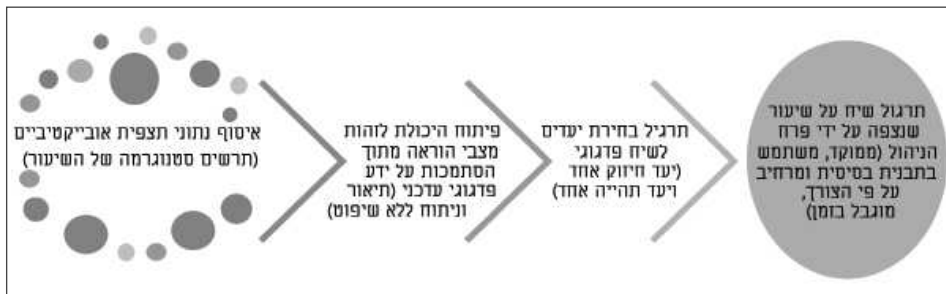 איסוף נתוני תצפית אובייקטיביים
(תרשים סטנוגרמה של השיעור)
פיתוח היכולת לזהות
מצבי הוראה מתוך
הסתמכות על ידע
פדגוגי עדכני (תיאור
וניתוח ללא שיפוט)
תרגיל בחירת יעדים
לשיח פדגוגי
(יעד חיזוק אחד
ויעד תהייה אחד)
תרגול שיח על שיעור
שנצפה על ידי פרח
הניהול (ממוקד, משתמש
בתבנית בסיסית ומרחיב
על פי הצורך,
מוגבל בזמן)